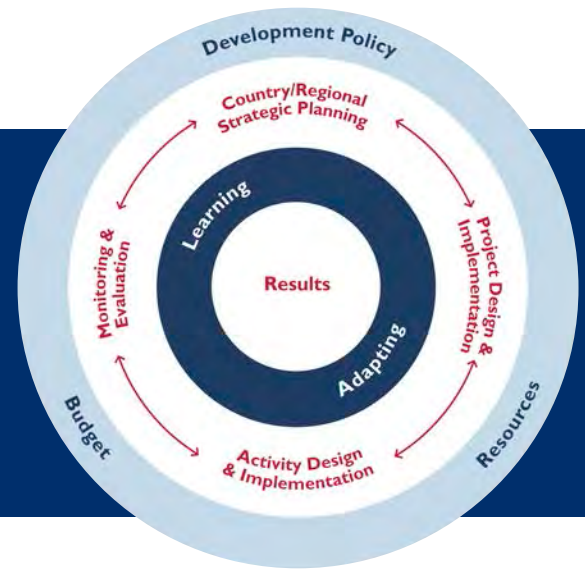 Development Policy
Country/Regional
Strategic Planning
Learning
Monitoring &
Evaluation
Results
Project Design &
Implementation
Adapting
Budget
Resources
Activity Design
& Implementation